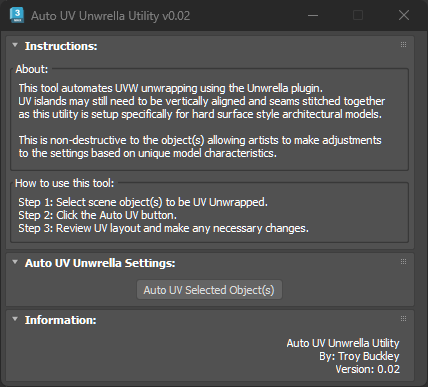 3
Auto UV Unwrella Utility v0.02
Instructions:
About:
This tool automates UVW unwrapping using the Unwrella plugin.
UV islands may still need to be vertically aligned and seams stitched together
as this utility is setup specifically for hard surface style architectural models.
This is non-destructive to the object(s) allowing artists to make adjustments
to the settings based on unique model characteristics.
How to use this tool:
Step 1: Select scene object(s) to be UV Unwrapped.
Step 2: Click the Auto UV button.
Step 3: Review UV layout and make any necessary changes.
Auto UV Unwrella Settings:
Auto UV Selected Object(s)
Information:
Auto UV Unwrella Utility
By: Troy Buckley
Version: 0.02